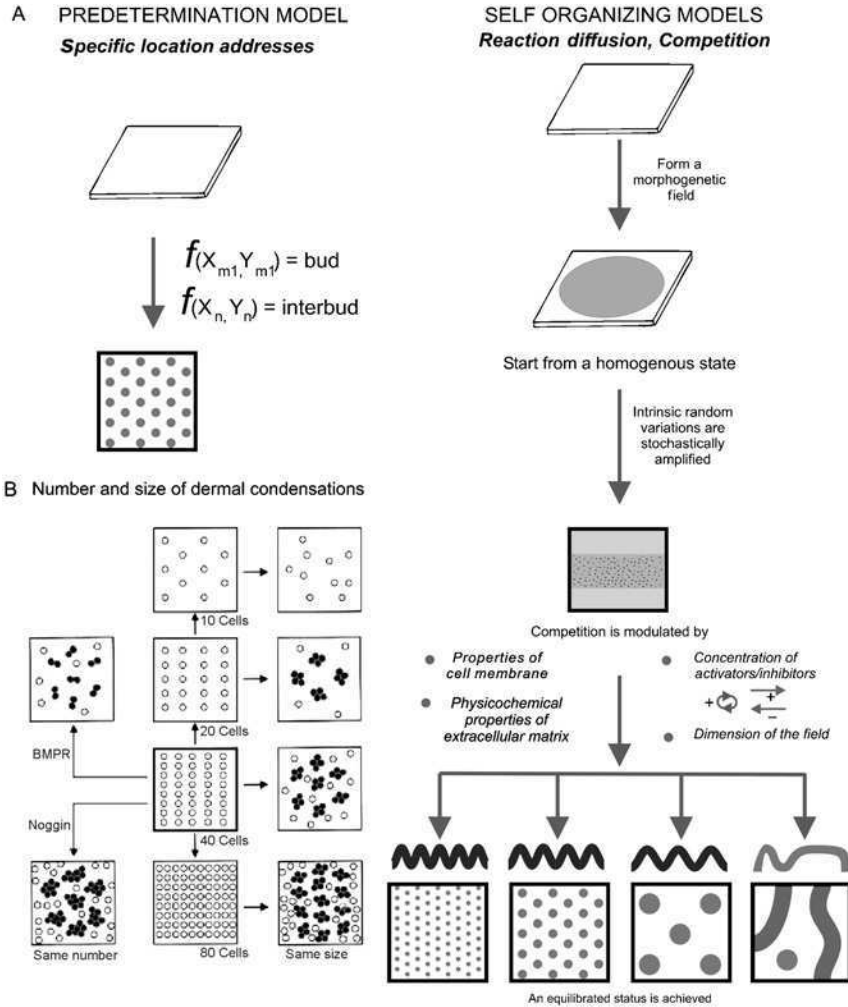 A
PREDETERMINATION MODEL
Specific location addresses
f(Xm1, Ym1) = bud
f(Xn, Yn) = interbud
SELF ORGANIZING MODELS
Reaction diffusion, Competition
Form a
morphogenetic
field
Start from a homogenous state
Intrinsic random
variations are
stochastically
amplified
Competition is modulated by
Properties of
cell membrane
Physicochemical
properties of
extracellular matrix
Concentration of
activators/inhibitors
+ +
−
Dimension of the field
An equilibrated status is achieved
B Number and size of dermal condensations
10 Cells
20 Cells
BMPR
Noggin
40 Cells
Same number
80 Cells
Same size